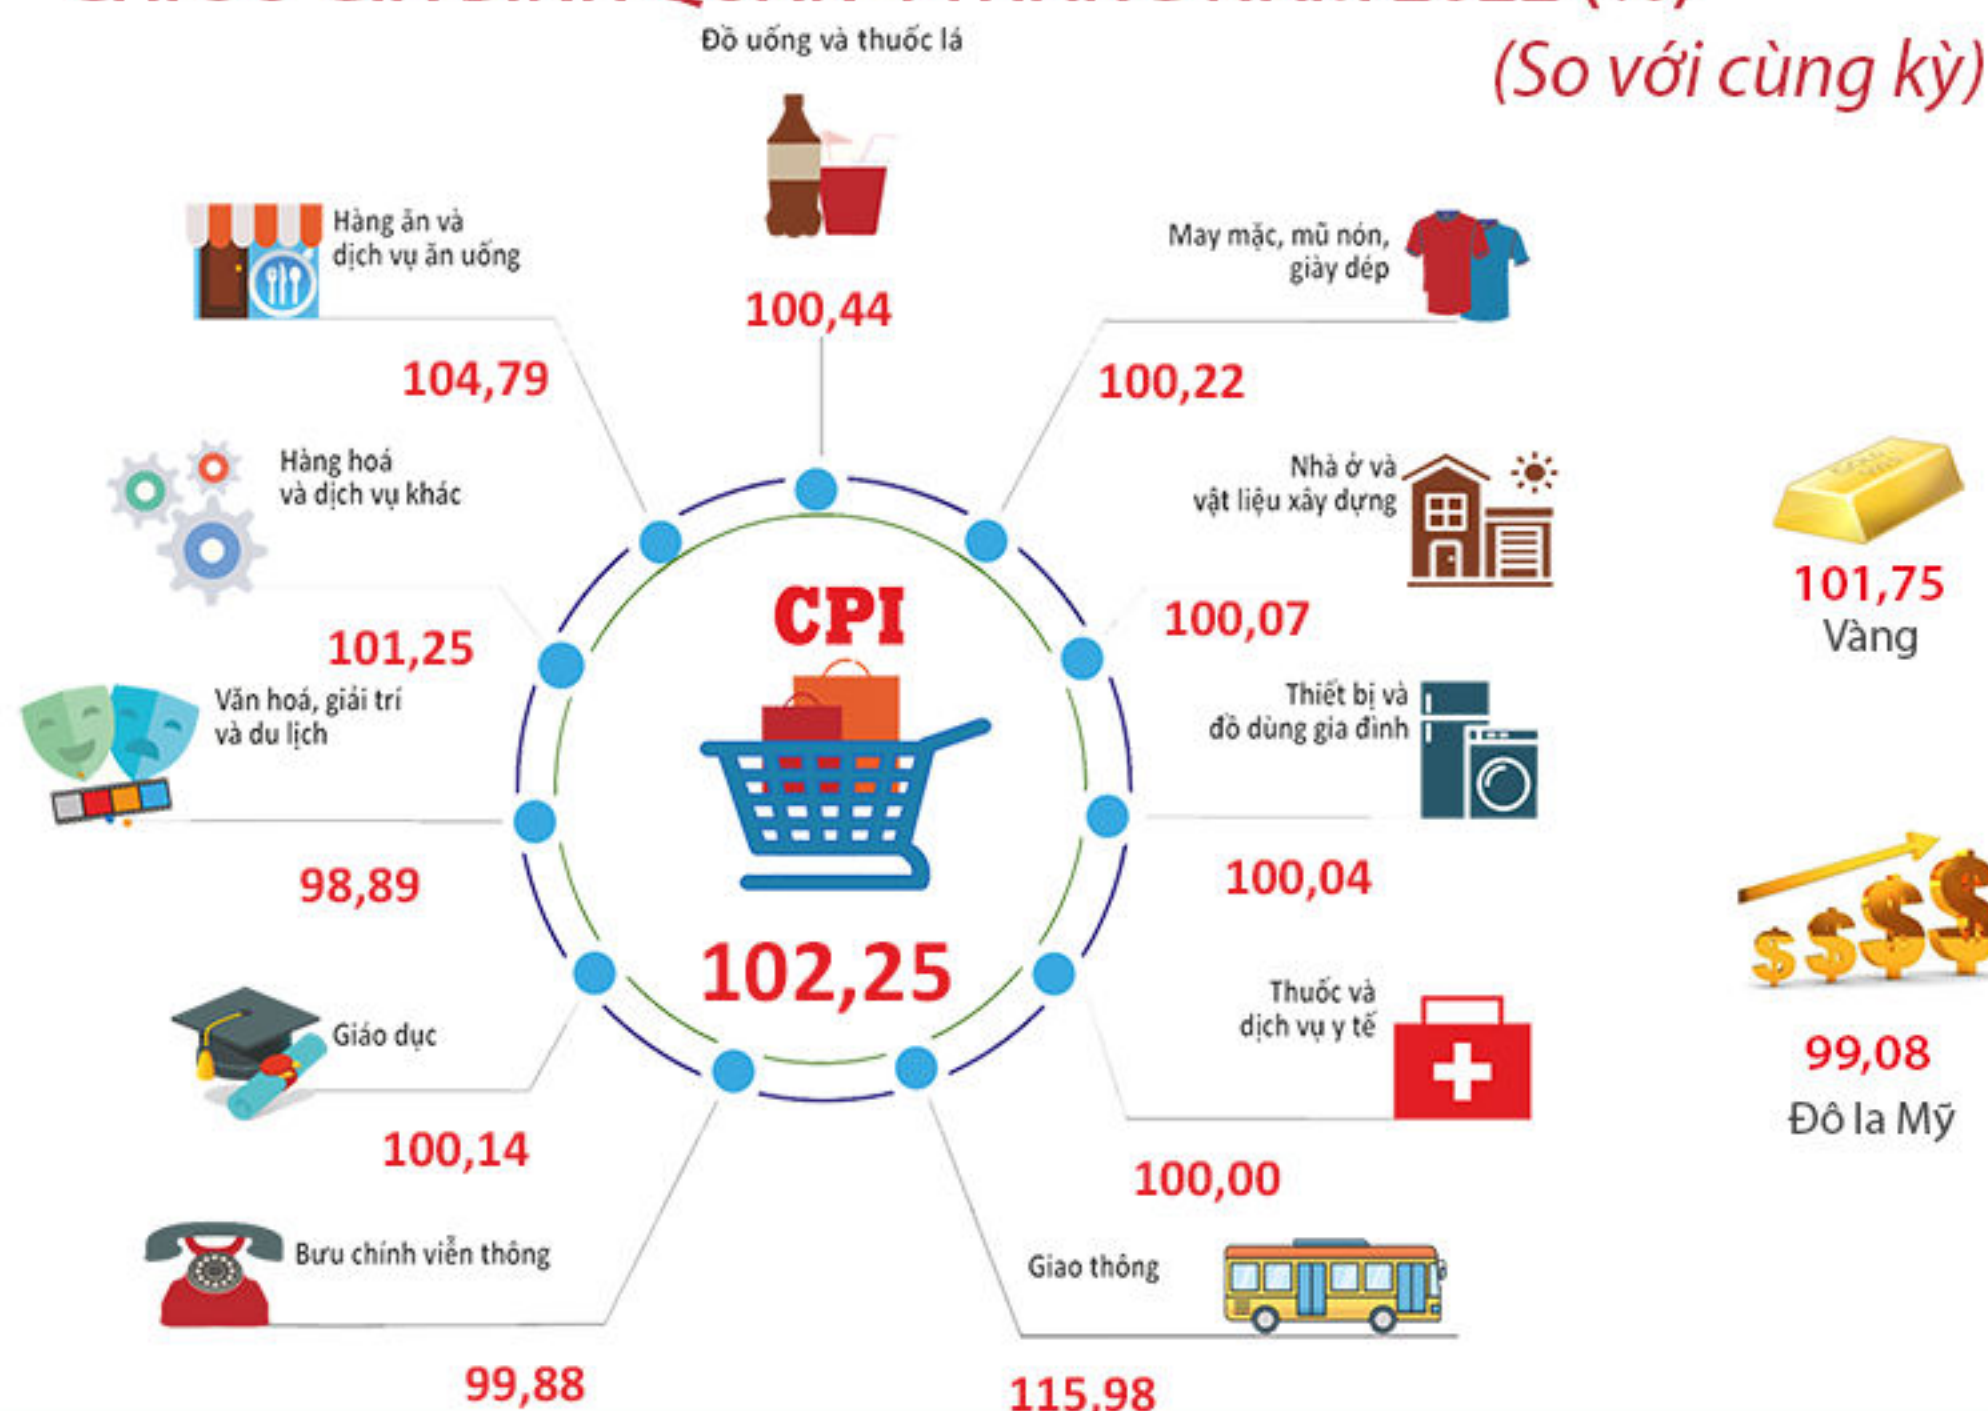 (So với cùng kỳ)
Đồ uống và thuốc lá
100,44
Hàng ăn và
dịch vụ ăn uống
104,79
May mặc, mũ nón,
giày dép
100,22
Hàng hoá
và dịch vụ khác
101,25
Nhà ở và
vật liệu xây dựng
100,07
101,75
Vàng
CPI
102,25
Văn hoá, giải trí
và du lịch
98,89
Thiết bị và
đồ dùng gia đình
100,04
Giáo dục
100,14
Thuốc và
dịch vụ y tế
100,00
99,08
Đô la Mỹ
Bưu chính viễn thông
99,88
Giao thông
115,98